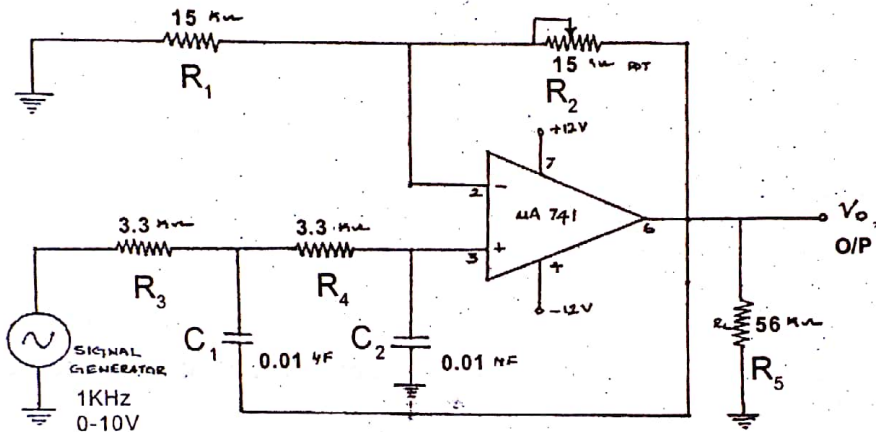 15 KΩ
R1
15 KΩ POT
R2
+12V
7
2 -
μA 741
6
Vo,
O/P
3.3 KΩ
R3
3.3 KΩ
R4
3 +
4
-12V
SIGNAL
GENERATOR
1KHz
0-10V
C1
0.01 μF
C2
0.01 μF
RL 56 KΩ
R5